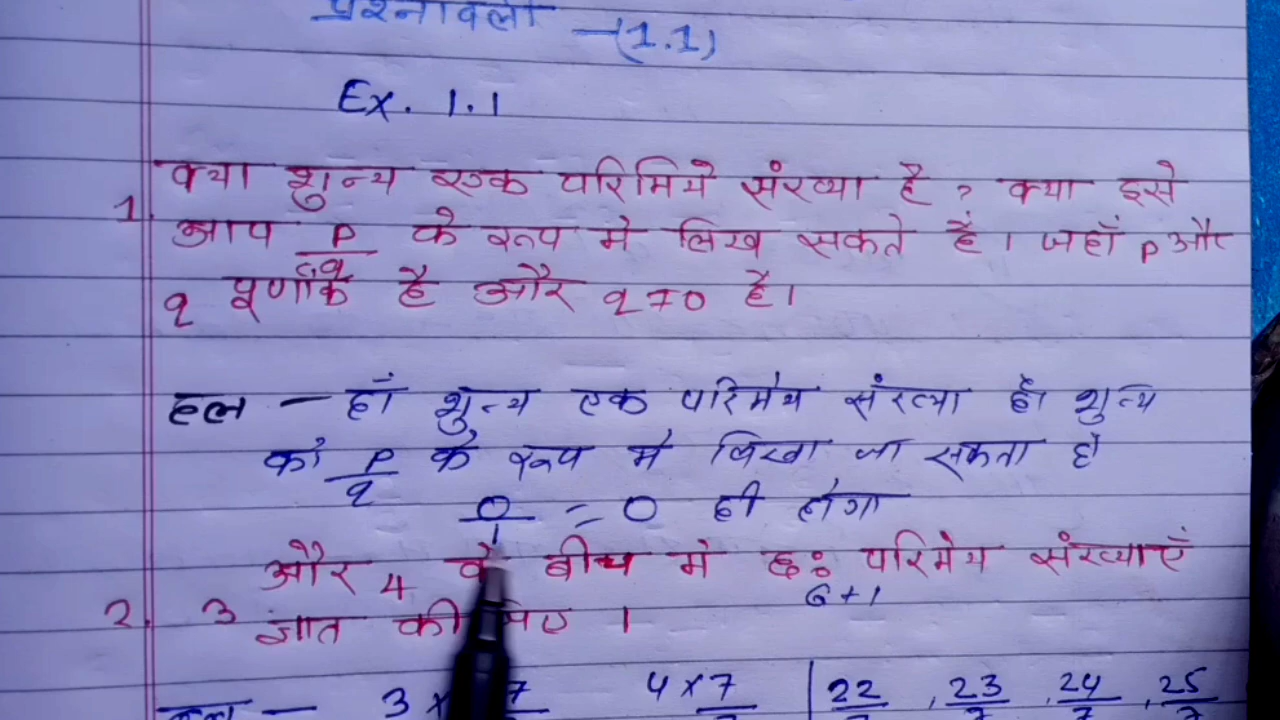 प्रश्नावली -(1.1)
Ex. 1.1
1. क्या शुन्य एक परिमिये संख्या है, क्या इसे
आप p/q के रूप मे लिख सकते हैं। जहाँ p और
q पूर्णांक है और q≠0 है।
हल - हाँ शुन्य एक परिमेय संख्या है शुन्य
को p/q के रूप मे लिखा जा सकता है
0/1 = 0 ही होगा
2. 3 और 4 के बीच मे छः परिमेय संख्याएँ
6+1
ज्ञात कीजिए ।
हल - 3 × 7 4 × 7 | 22 , 23 , 24 , 25